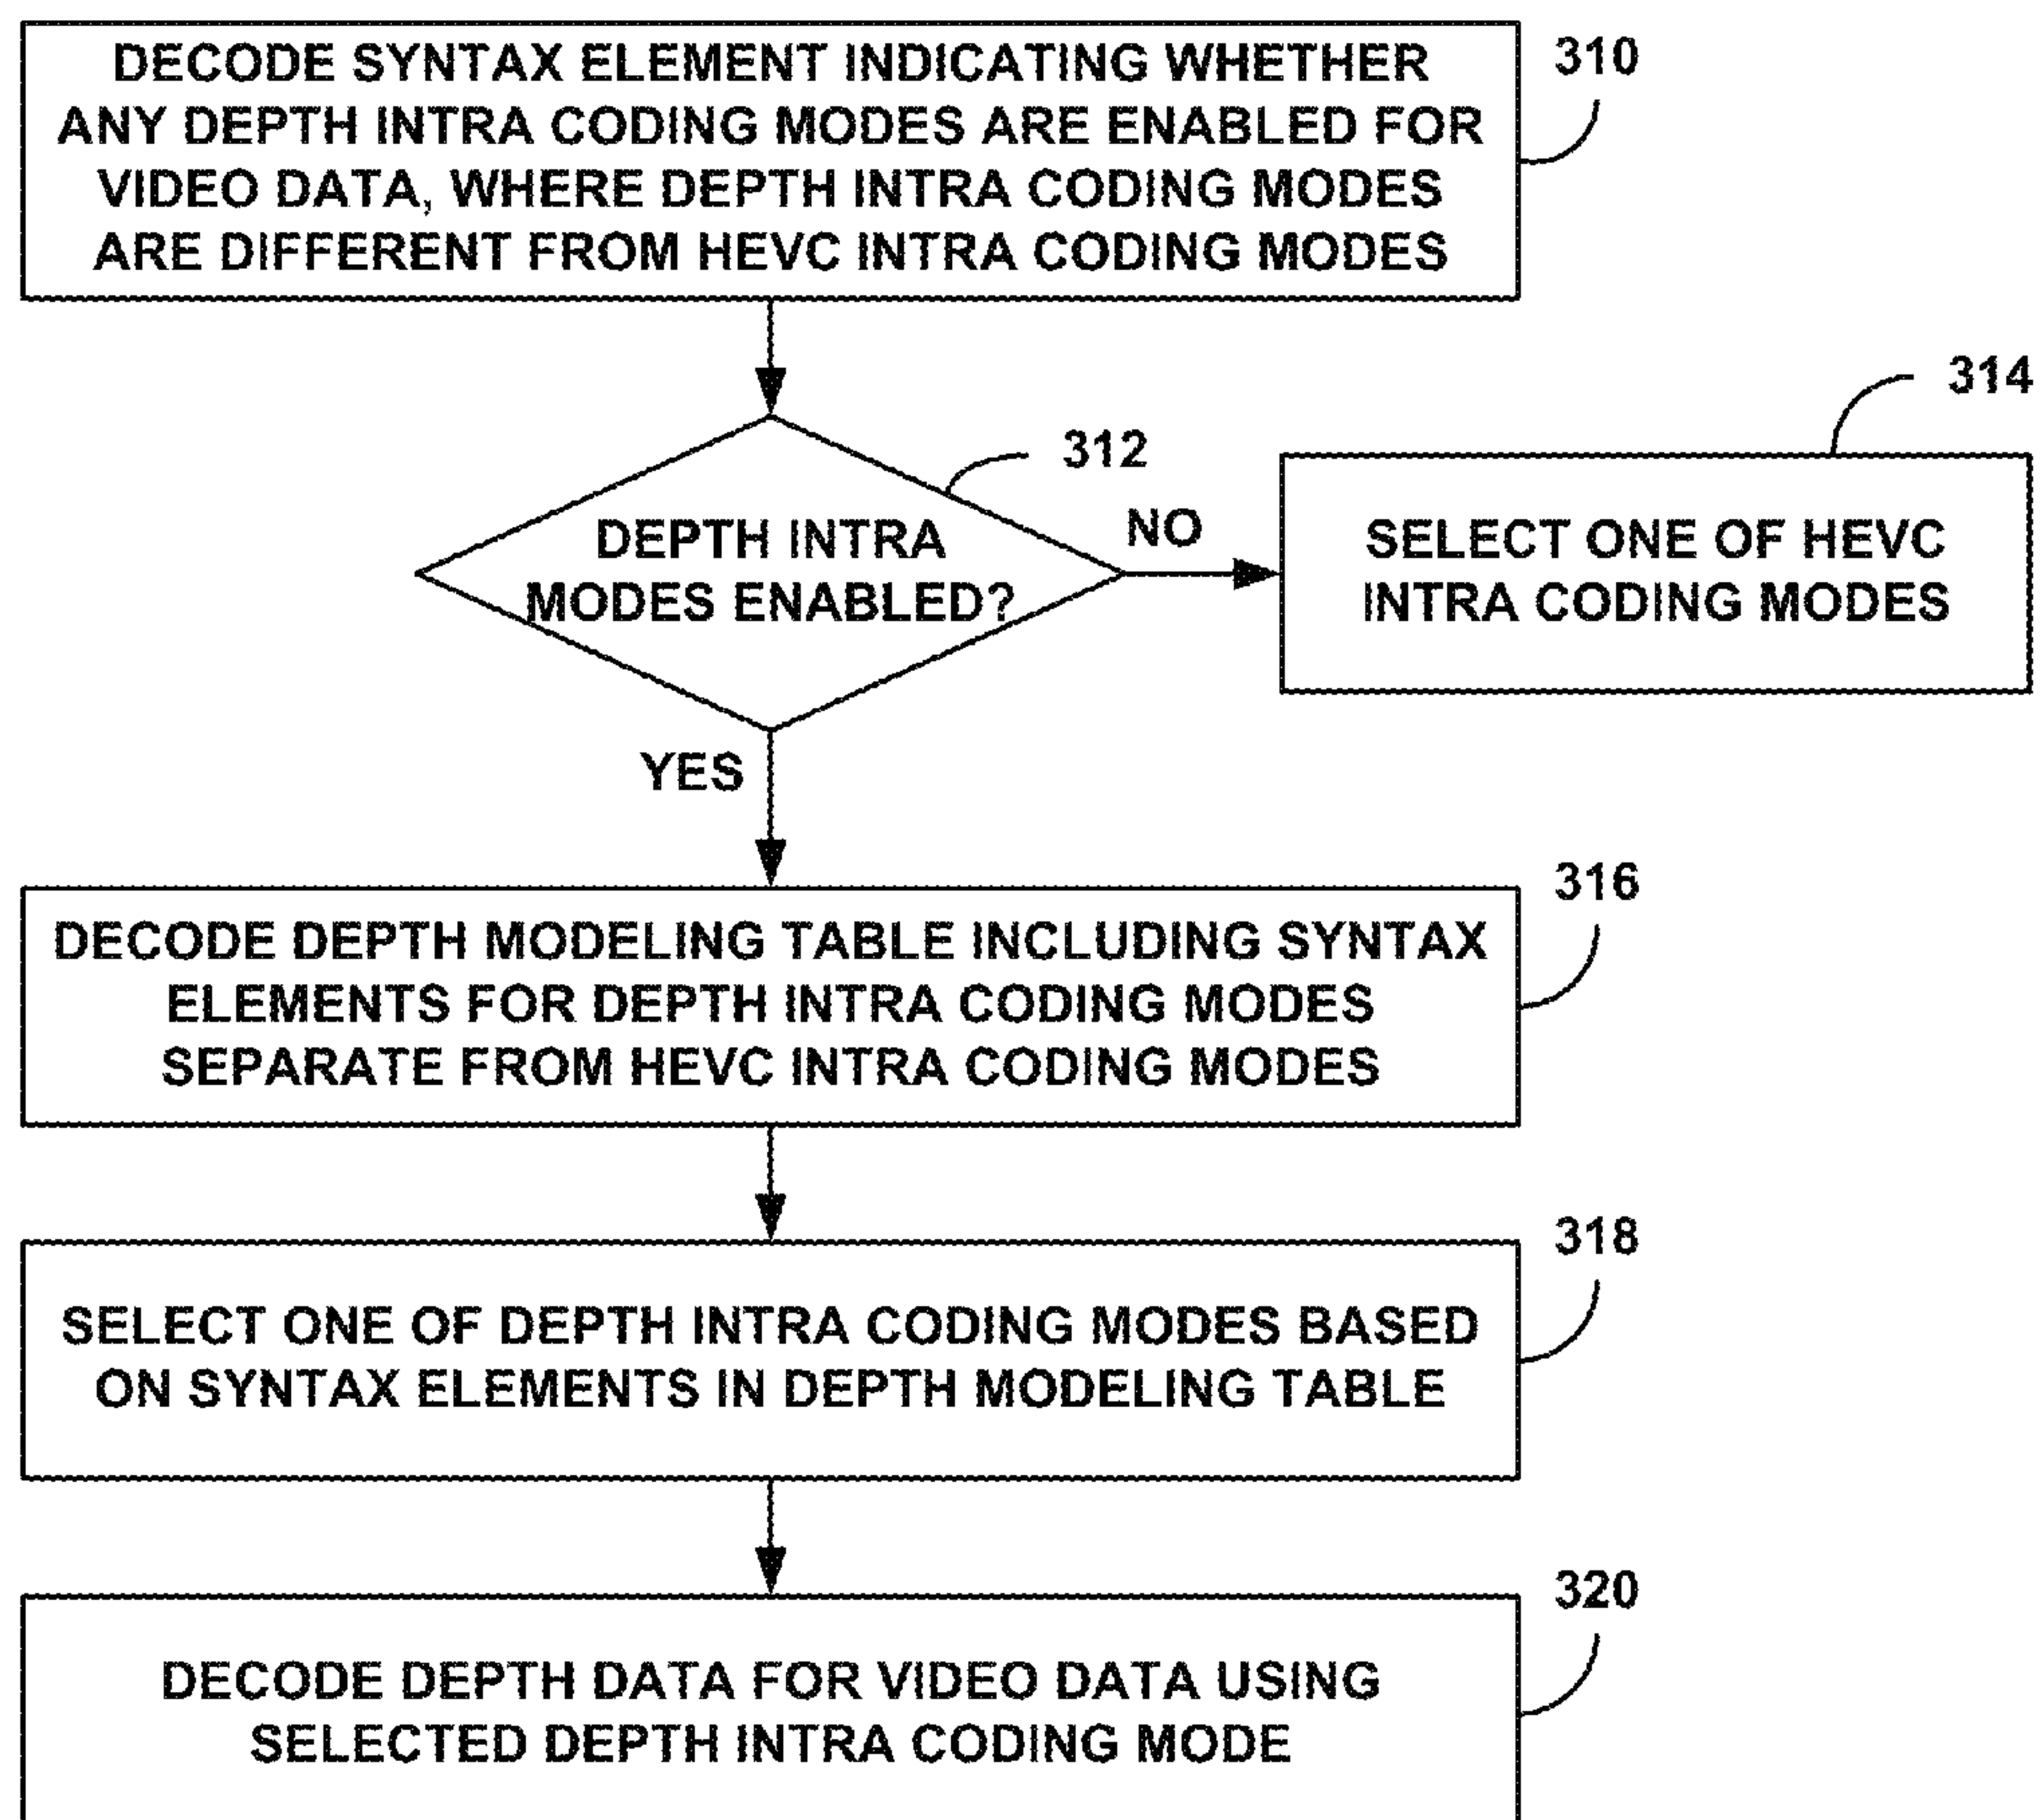 DECODE SYNTAX ELEMENT INDICATING WHETHER
ANY DEPTH INTRA CODING MODES ARE ENABLED FOR
VIDEO DATA, WHERE DEPTH INTRA CODING MODES
ARE DIFFERENT FROM HEVC INTRA CODING MODES
310
312
DEPTH INTRA
MODES ENABLED?
NO
314
SELECT ONE OF HEVC
INTRA CODING MODES
YES
316
DECODE DEPTH MODELING TABLE INCLUDING SYNTAX
ELEMENTS FOR DEPTH INTRA CODING MODES
SEPARATE FROM HEVC INTRA CODING MODES
318
SELECT ONE OF DEPTH INTRA CODING MODES BASED
ON SYNTAX ELEMENTS IN DEPTH MODELING TABLE
320
DECODE DEPTH DATA FOR VIDEO DATA USING
SELECTED DEPTH INTRA CODING MODE